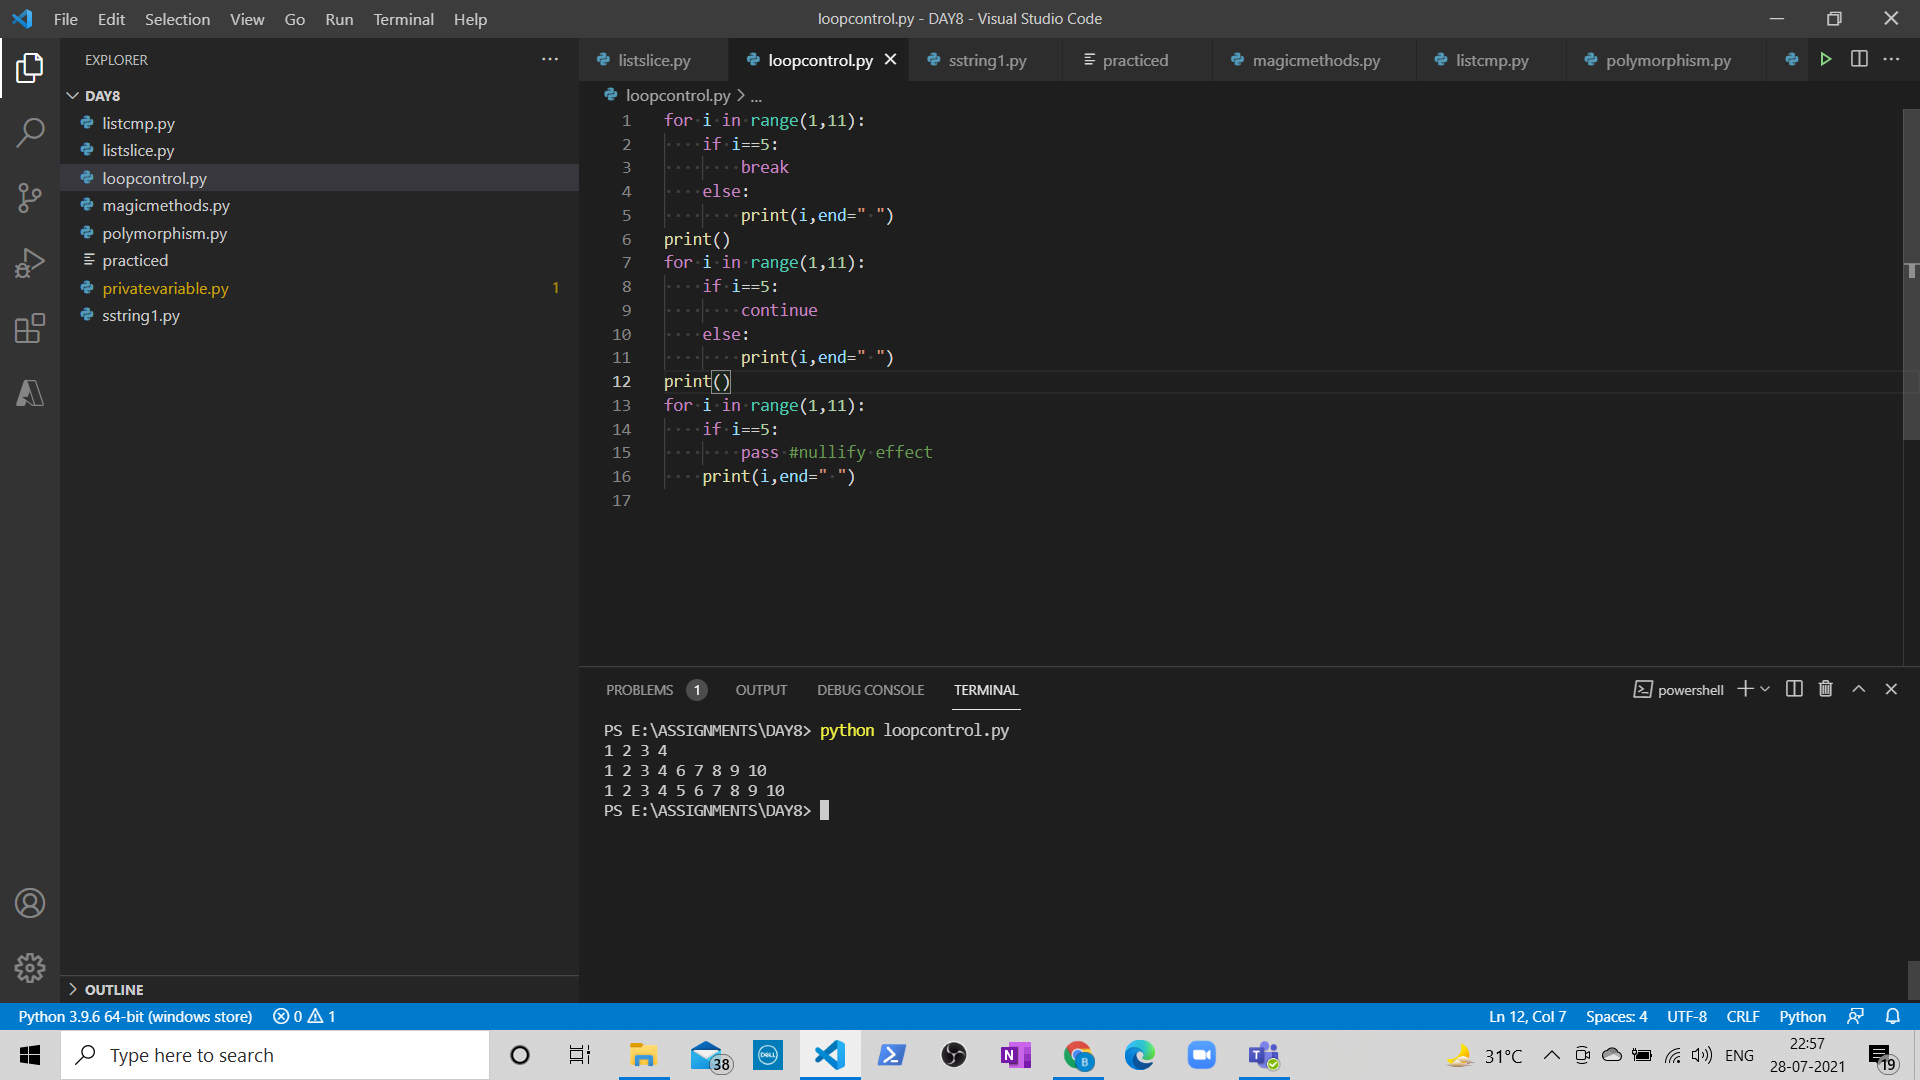 File Edit Selection View Go Run Terminal Help
loopcontrol.py - DAY8 - Visual Studio Code
EXPLORER
DAY8
listcmp.py
listslice.py
loopcontrol.py
magicmethods.py
polymorphism.py
practiced
privatevariable.py 1
sstring1.py
OUTLINE
listslice.py loopcontrol.py sstring1.py practiced magicmethods.py listcmp.py polymorphism.py
loopcontrol.py > ...
1 for i in range(1,11):
2     if i==5:
3         break
4     else:
5         print(i,end=" ")
6 print()
7 for i in range(1,11):
8     if i==5:
9         continue
10     else:
11         print(i,end=" ")
12 print()
13 for i in range(1,11):
14     if i==5:
15         pass #nullify effect
16     print(i,end=" ")
17
PROBLEMS 1 OUTPUT DEBUG CONSOLE TERMINAL
powershell
PS E:\ASSIGNMENTS\DAY8> python loopcontrol.py
1 2 3 4
1 2 3 4 6 7 8 9 10
1 2 3 4 5 6 7 8 9 10
PS E:\ASSIGNMENTS\DAY8>
Python 3.9.6 64-bit (windows store) 0 1
Ln 12, Col 7 Spaces: 4 UTF-8 CRLF Python
Type here to search
38
DELL
N
B
31°C
ENG
22:57
28-07-2021
19